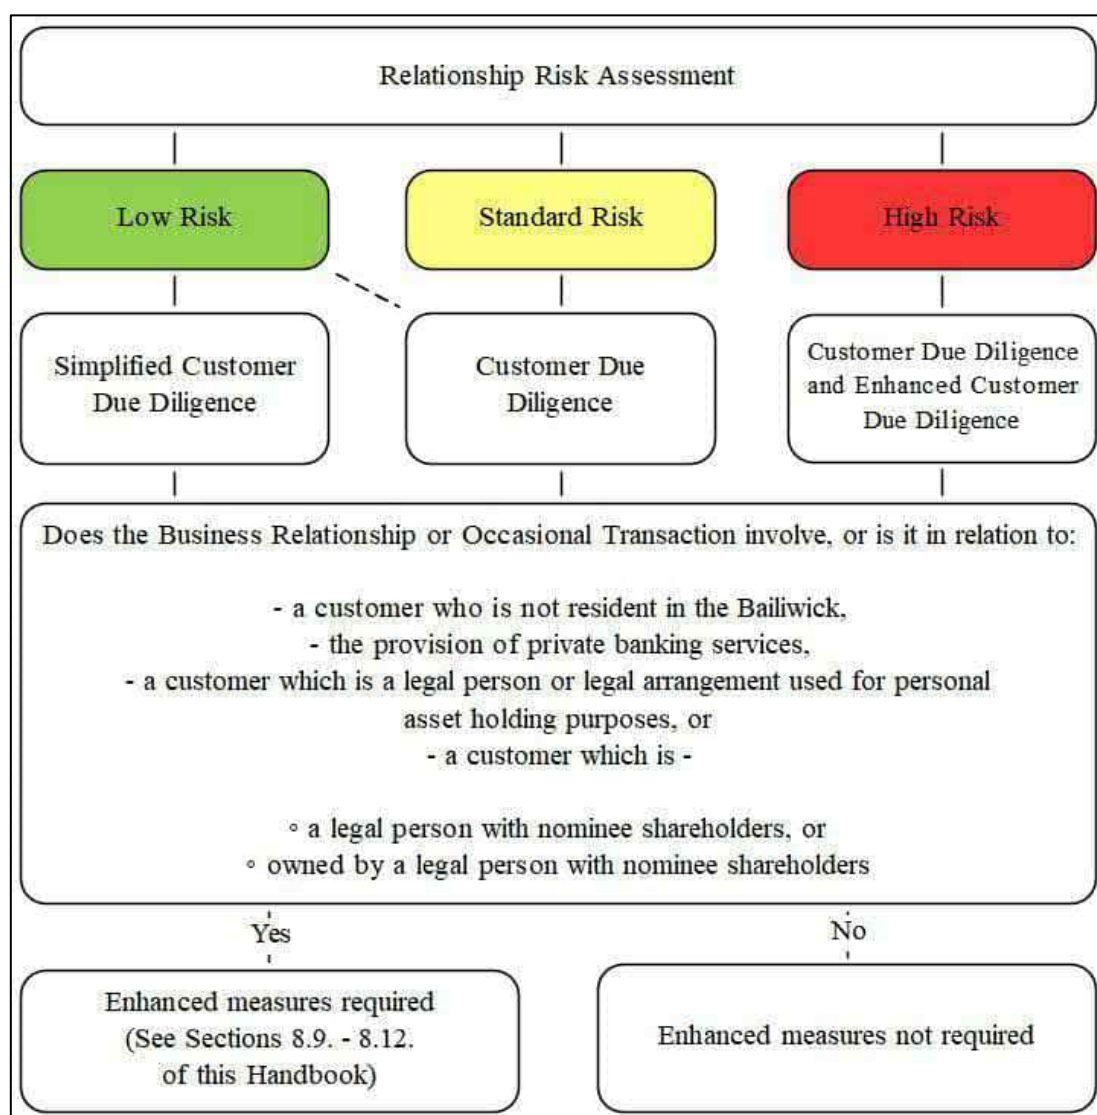 Relationship Risk Assessment
Low Risk
Standard Risk
High Risk
Simplified Customer
Due Diligence
Customer Due
Diligence
Customer Due Diligence
and Enhanced Customer
Due Diligence
Does the Business Relationship or Occasional Transaction involve, or is it in relation to:
- a customer who is not resident in the Bailiwick,
- the provision of private banking services,
- a customer which is a legal person or legal arrangement used for personal
asset holding purposes, or
- a customer which is -
◦ a legal person with nominee shareholders, or
◦ owned by a legal person with nominee shareholders
Yes
No
Enhanced measures required
(See Sections 8.9. - 8.12.
of this Handbook)
Enhanced measures not required